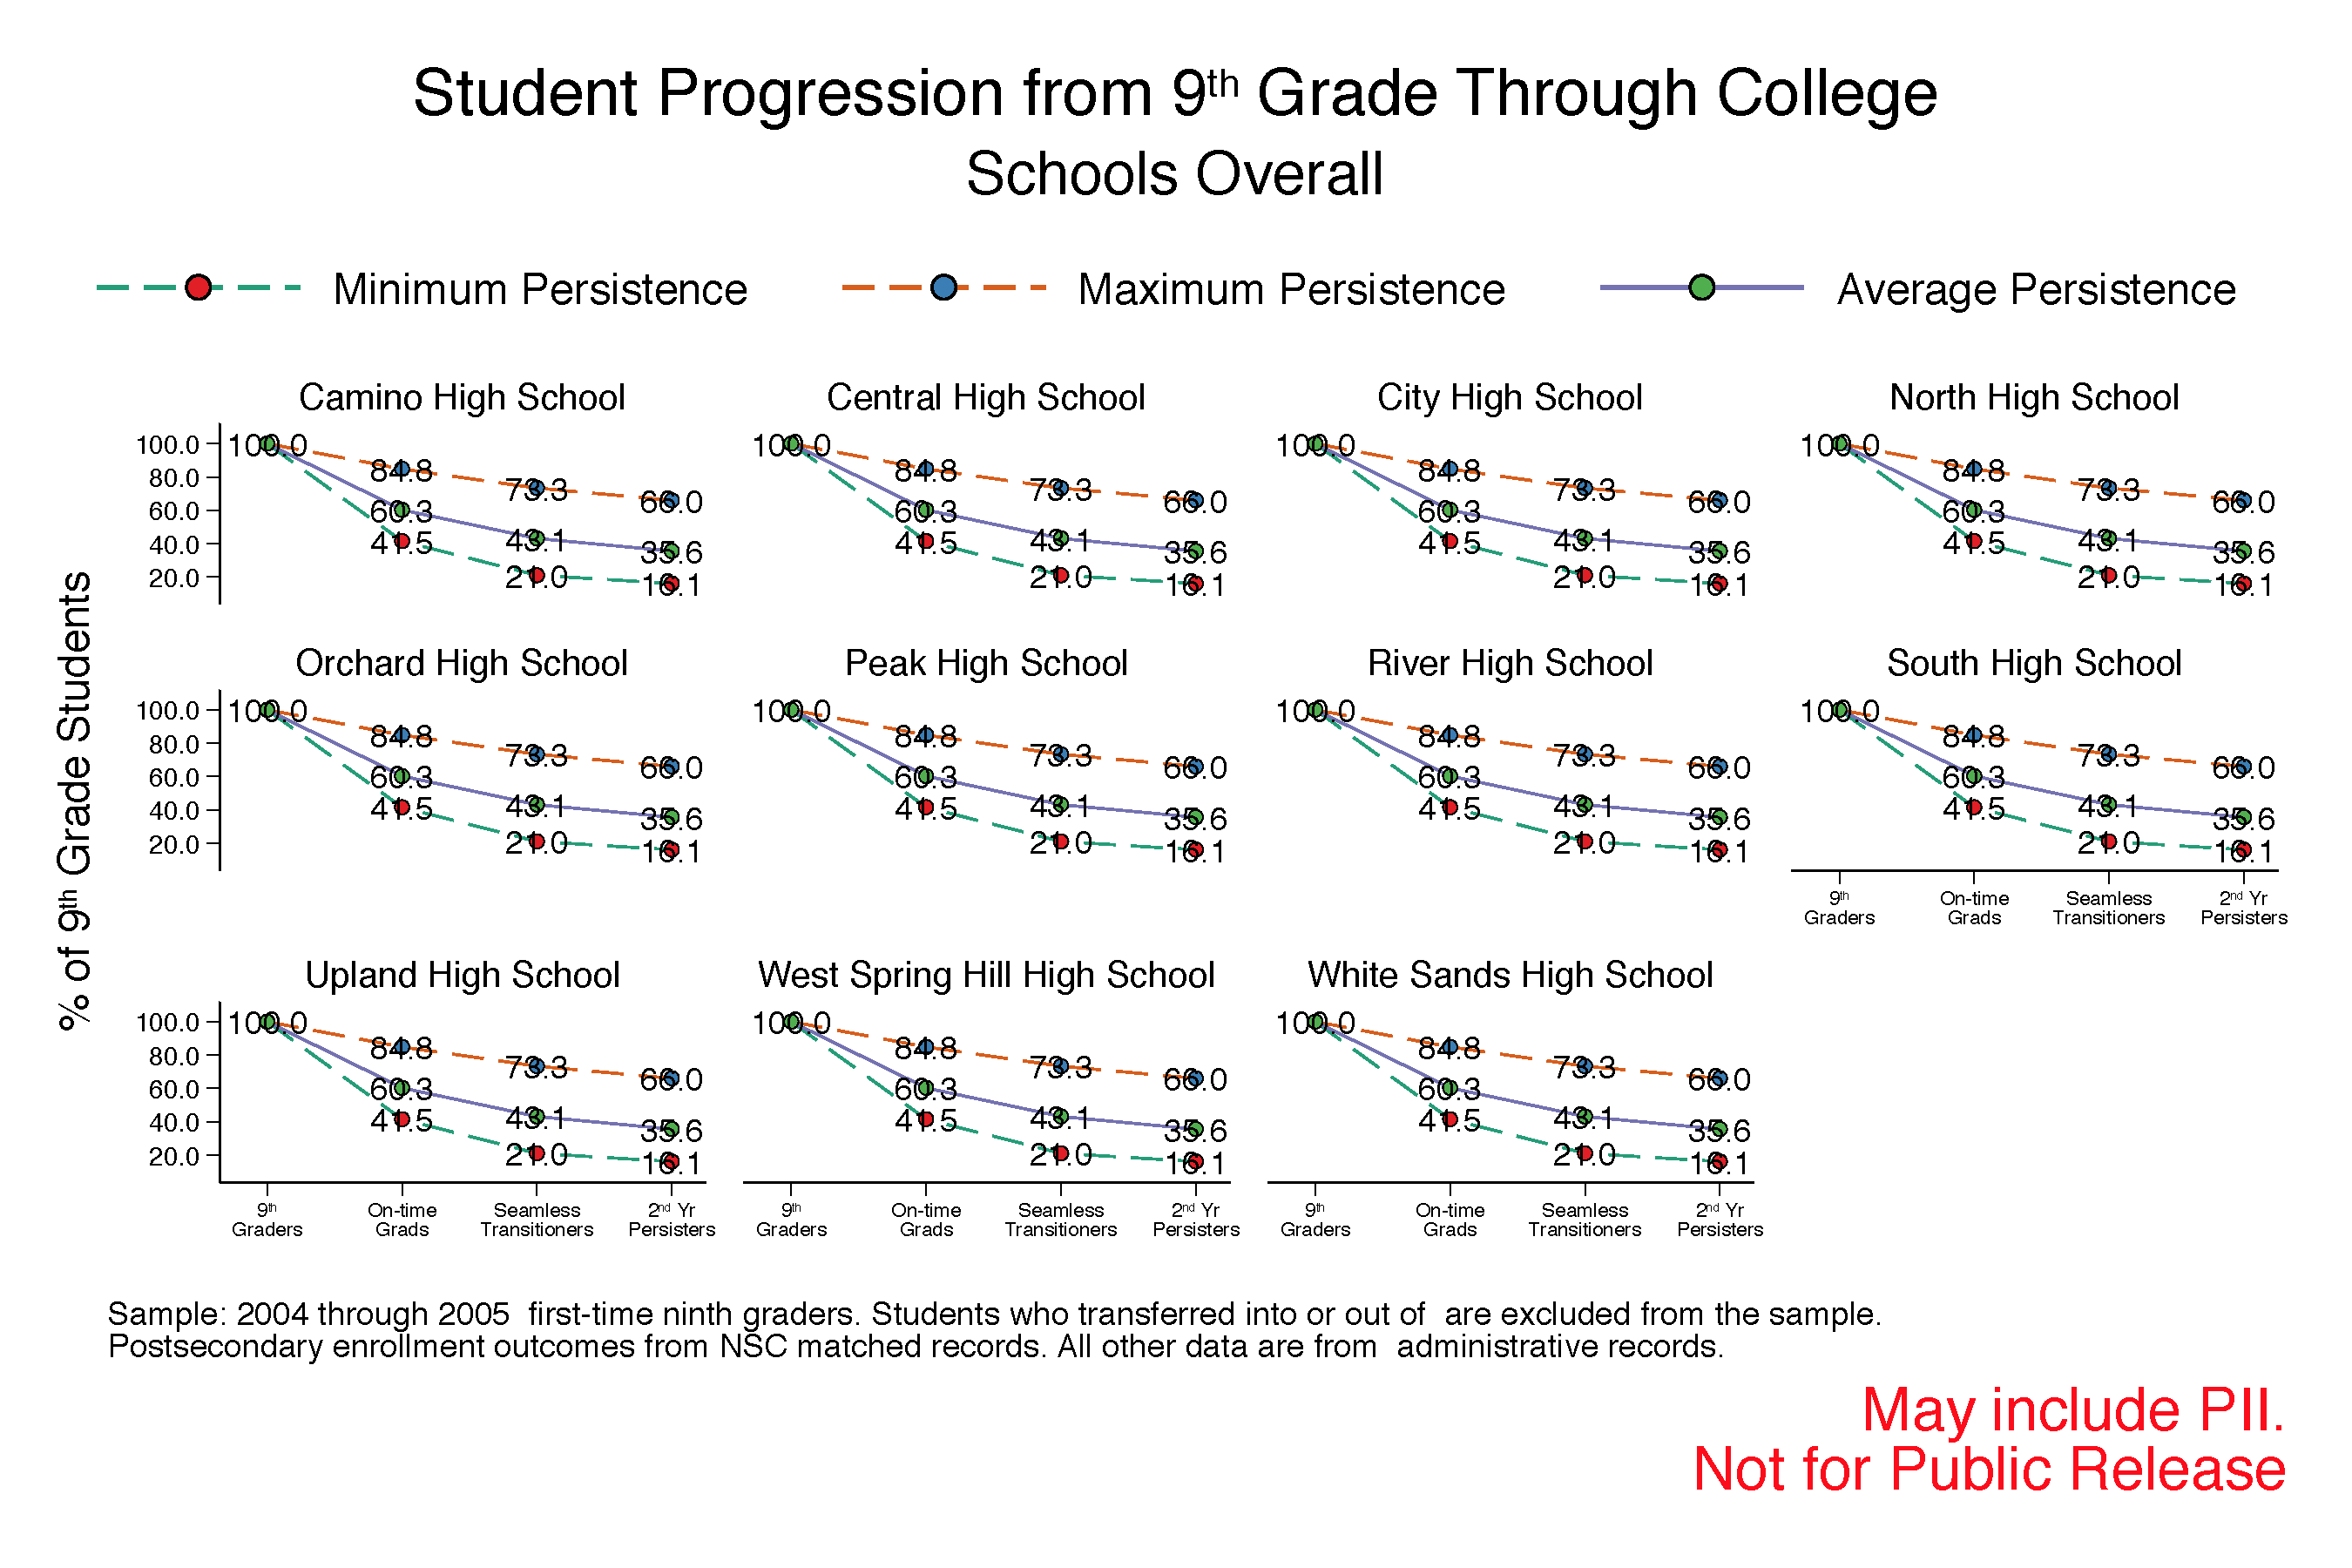 Student Progression from 9th Grade Through College
Schools Overall
Minimum Persistence Maximum Persistence Average Persistence
% of 9th Grade Students
Camino High School Central High School City High School North High School
100.0
80.0
60.0
40.0
20.0
100.0 84.8 73.3 66.0 60.3 43.1 35.6 41.5 21.0 16.1
100.0 84.8 73.3 66.0 60.3 43.1 35.6 41.5 21.0 16.1
100.0 84.8 73.3 66.0 60.3 43.1 35.6 41.5 21.0 16.1
100.0 84.8 73.3 66.0 60.3 43.1 35.6 41.5 21.0 16.1
Orchard High School Peak High School River High School South High School
100.0
80.0
60.0
40.0
20.0
100.0 84.8 73.3 66.0 60.3 43.1 35.6 41.5 21.0 16.1
100.0 84.8 73.3 66.0 60.3 43.1 35.6 41.5 21.0 16.1
100.0 84.8 73.3 66.0 60.3 43.1 35.6 41.5 21.0 16.1
100.0 84.8 73.3 66.0 60.3 43.1 35.6 41.5 21.0 16.1
9th On-time Seamless 2nd Yr
Graders Grads Transitioners Persisters
Upland High School West Spring Hill High School White Sands High School
100.0
80.0
60.0
40.0
20.0
100.0 84.8 73.3 66.0 60.3 43.1 35.6 41.5 21.0 16.1
100.0 84.8 73.3 66.0 60.3 43.1 35.6 41.5 21.0 16.1
100.0 84.8 73.3 66.0 60.3 43.1 35.6 41.5 21.0 16.1
9th On-time Seamless 2nd Yr 9th On-time Seamless 2nd Yr 9th On-time Seamless 2nd Yr
Graders Grads Transitioners Persisters Graders Grads Transitioners Persisters Graders Grads Transitioners Persisters
Sample: 2004 through 2005 first-time ninth graders. Students who transferred into or out of are excluded from the sample.
Postsecondary enrollment outcomes from NSC matched records. All other data are from administrative records.
May include PII.
Not for Public Release